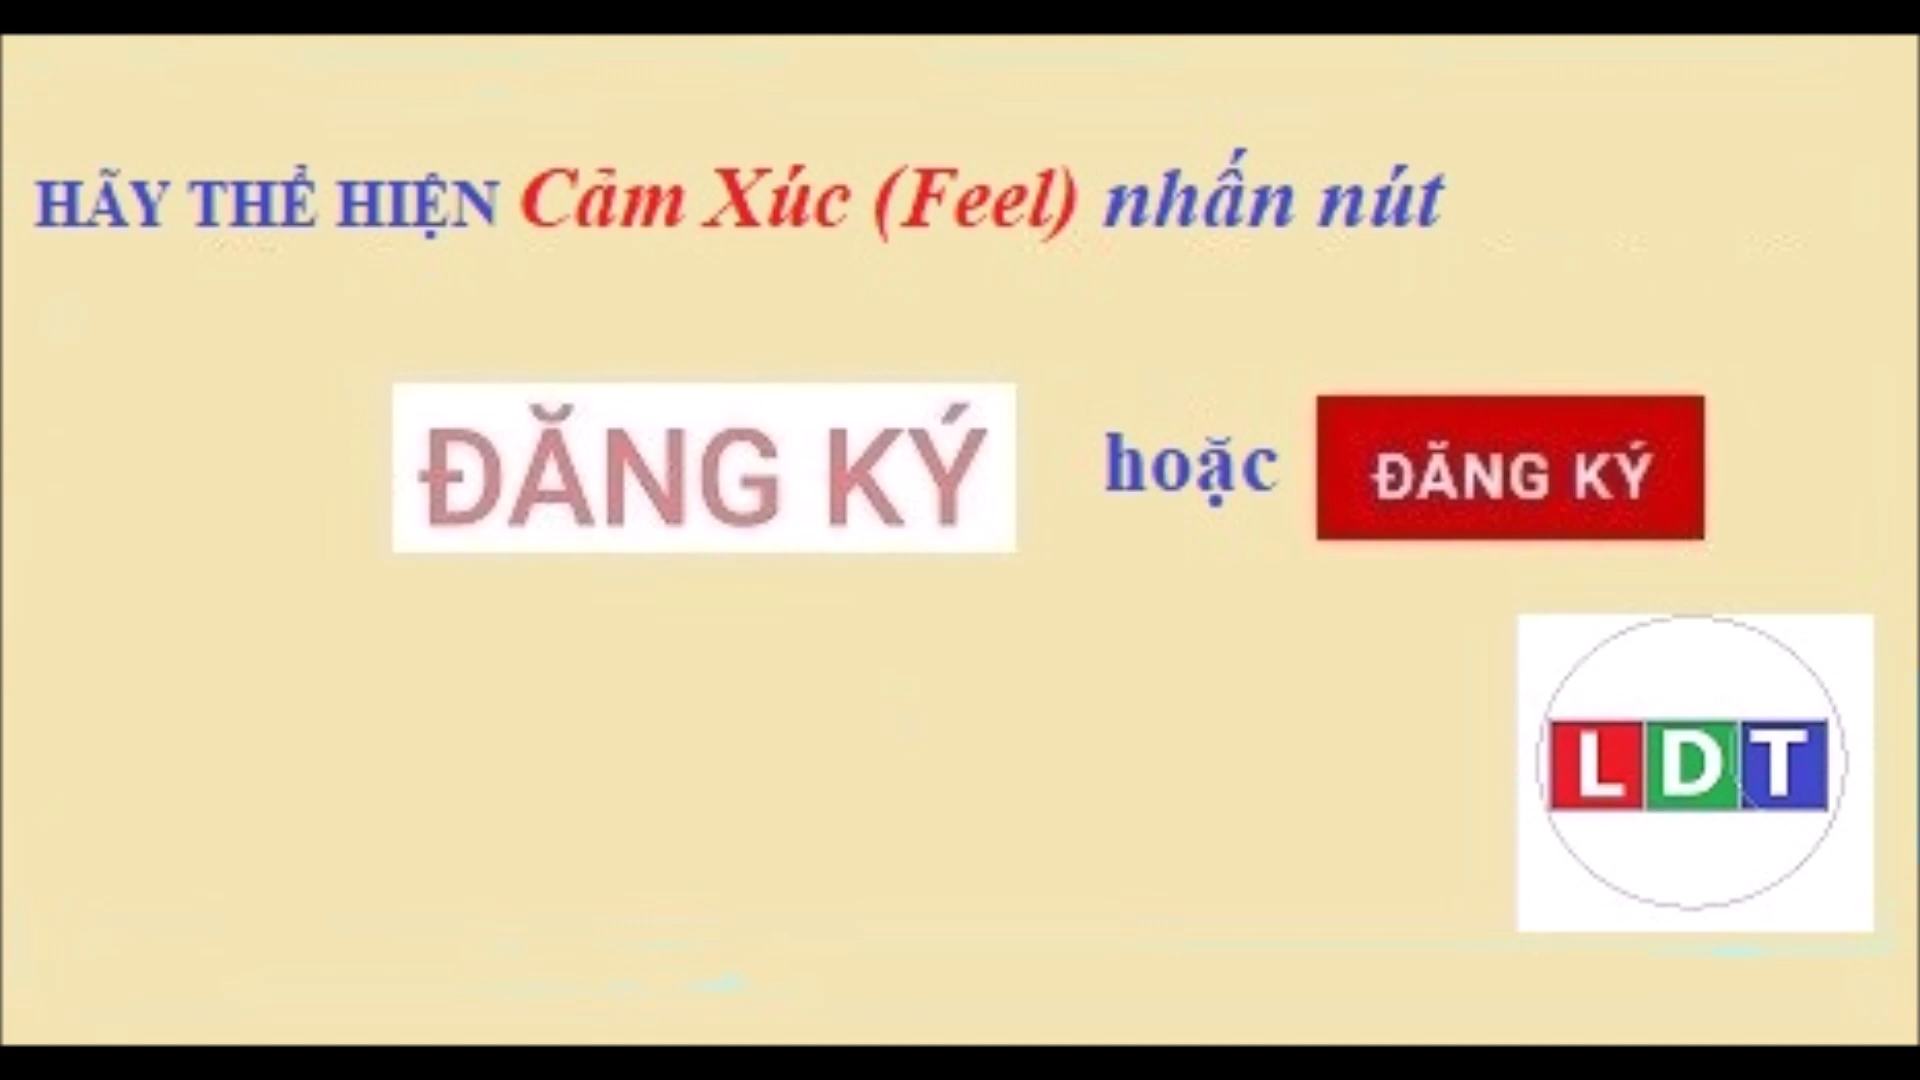 HÃY THỂ HIỆN Cảm Xúc (Feel) nhấn nút
ĐĂNG KÝ hoặc ĐĂNG KÝ
LDT